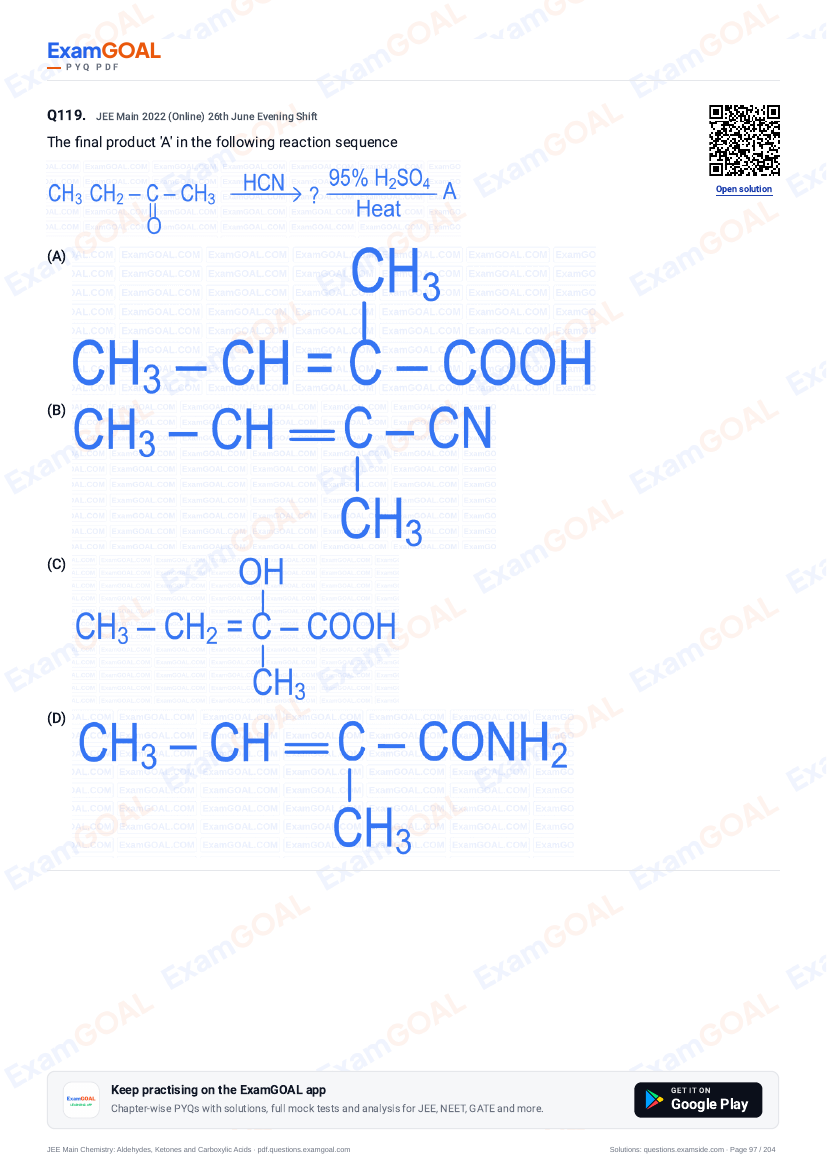 ExamGOAL
PYQ PDF
Q119. JEE Main 2022 (Online) 26th June Evening Shift
The final product 'A' in the following reaction sequence
CH3 CH2 – C – CH3 HCN ? 95% H2SO4 A
O Heat
Open solution
(A)
CH3
CH3 – CH = C – COOH
(B)
CH3 – CH = C – CN
CH3
(C)
OH
CH3 – CH2 = C – COOH
CH3
(D)
CH3 – CH = C – CONH2
CH3
Keep practising on the ExamGOAL app
Chapter-wise PYQs with solutions, full mock tests and analysis for JEE, NEET, GATE and more.
GET IT ON
Google Play
JEE Main Chemistry: Aldehydes, Ketones and Carboxylic Acids · pdf.questions.examgoal.com
Solutions: questions.examside.com · Page 97 / 204